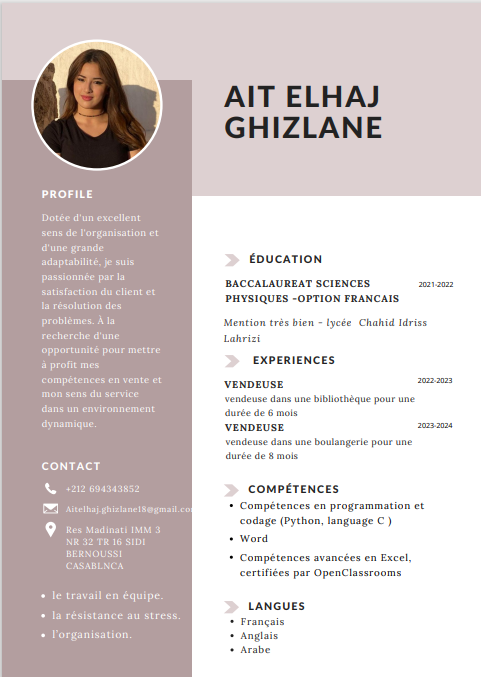 AIT ELHAJ
GHIZLANE
PROFILE
Dotée d'un excellent
sens de l'organisation et
d'une grande
adaptabilité, je suis
passionnée par la
satisfaction du client et
la résolution des
problèmes. À la
recherche d'une
opportunité pour mettre
à profit mes
compétences en vente et
mon sens du service
dans un environnement
dynamique.
CONTACT
+212 694343852
Aitelhaj.ghizlane18@gmail.co
Res Madinati IMM 3
NR 32 TR 16 SIDI
BERNOUSSI
CASABLNCA
• le travail en équipe.
• la résistance au stress.
• l'organisation.
ÉDUCATION
BACCALAUREAT SCIENCES 2021-2022
PHYSIQUES -OPTION FRANCAIS
Mention très bien - lycée Chahid Idriss
Lahrizi
EXPERIENCES
VENDEUSE 2022-2023
vendeuse dans une bibliothèque pour une
durée de 6 mois
VENDEUSE 2023-2024
vendeuse dans une boulangerie pour une
durée de 8 mois
COMPÉTENCES
• Compétences en programmation et
codage (Python, language C )
• Word
• Compétences avancées en Excel,
certifiées par OpenClassrooms
LANGUES
• Français
• Anglais
• Arabe